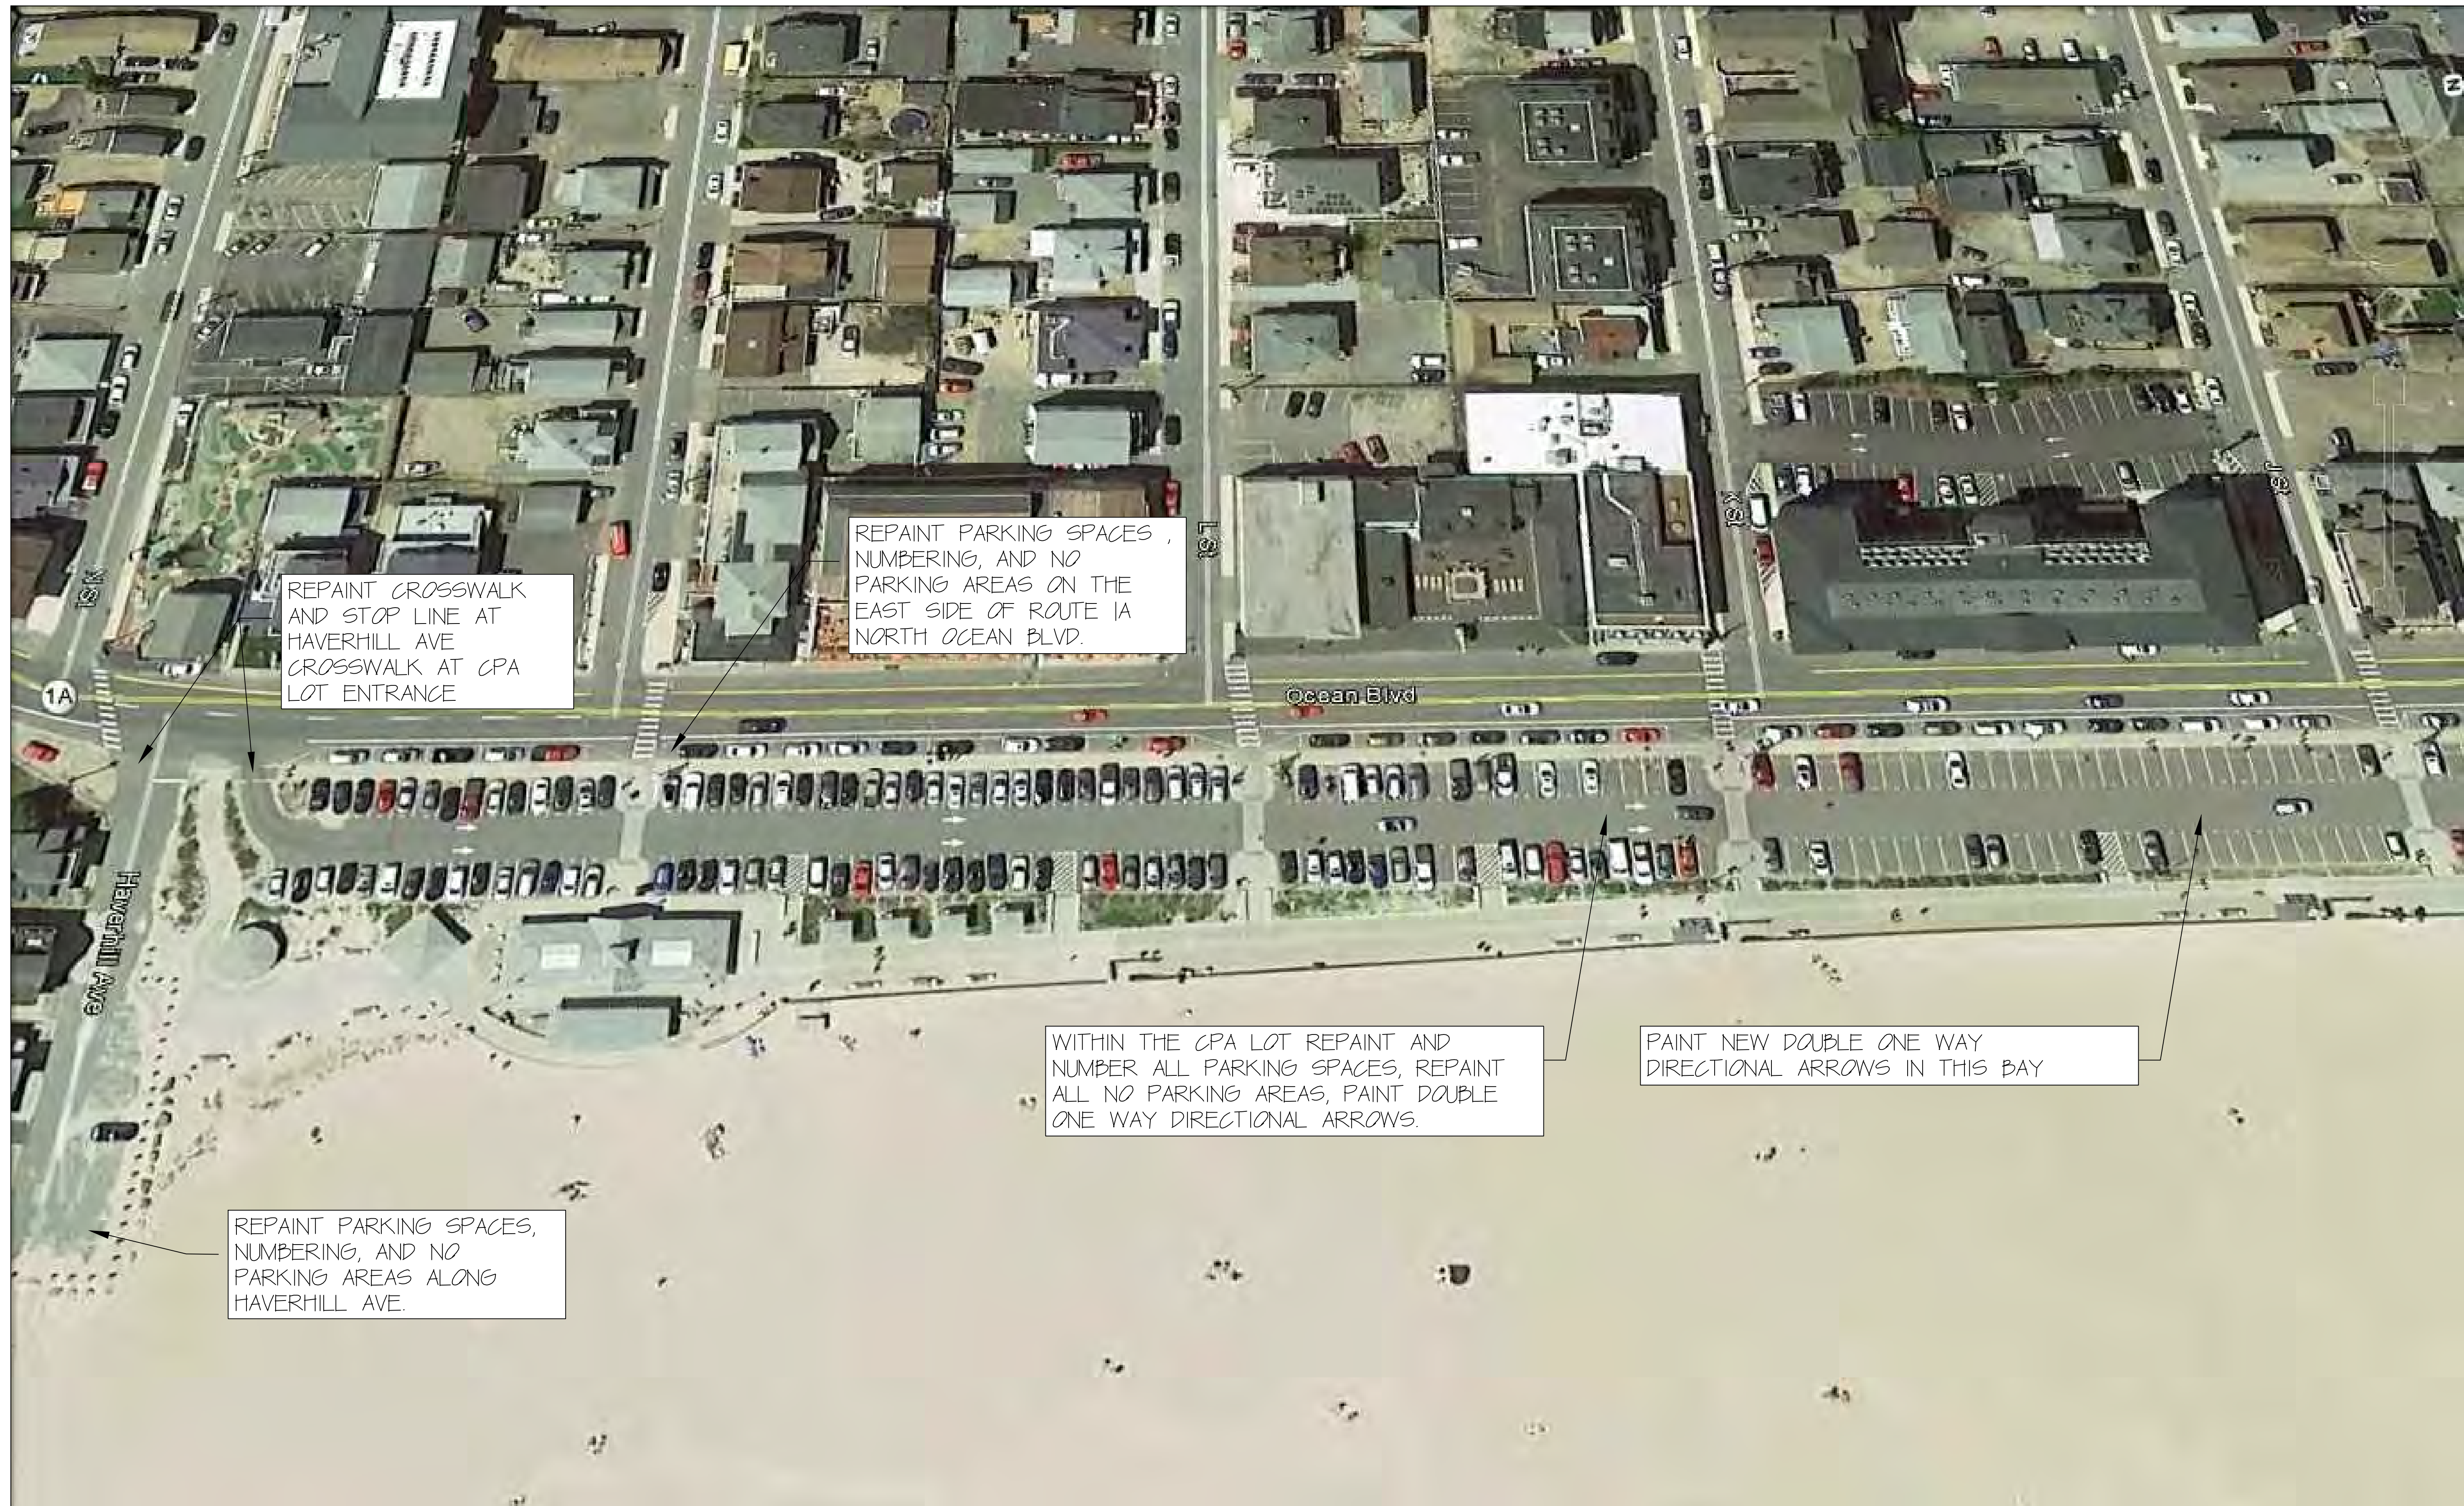 N
REPAINT PARKING SPACES ,
NUMBERING, AND NO
PARKING AREAS ON THE
EAST SIDE OF ROUTE 1A
NORTH OCEAN BLVD.
REPAINT CROSSWALK
AND STOP LINE AT
HAVERHILL AVE
CROSSWALK AT CPA
LOT ENTRANCE
L St
K St
J St
1A
Ocean Blvd
Haverhill Ave
WITHIN THE CPA LOT REPAINT AND
NUMBER ALL PARKING SPACES, REPAINT
ALL NO PARKING AREAS, PAINT DOUBLE
ONE WAY DIRECTIONAL ARROWS.
PAINT NEW DOUBLE ONE WAY
DIRECTIONAL ARROWS IN THIS BAY
REPAINT PARKING SPACES,
NUMBERING, AND NO
PARKING AREAS ALONG
HAVERHILL AVE.